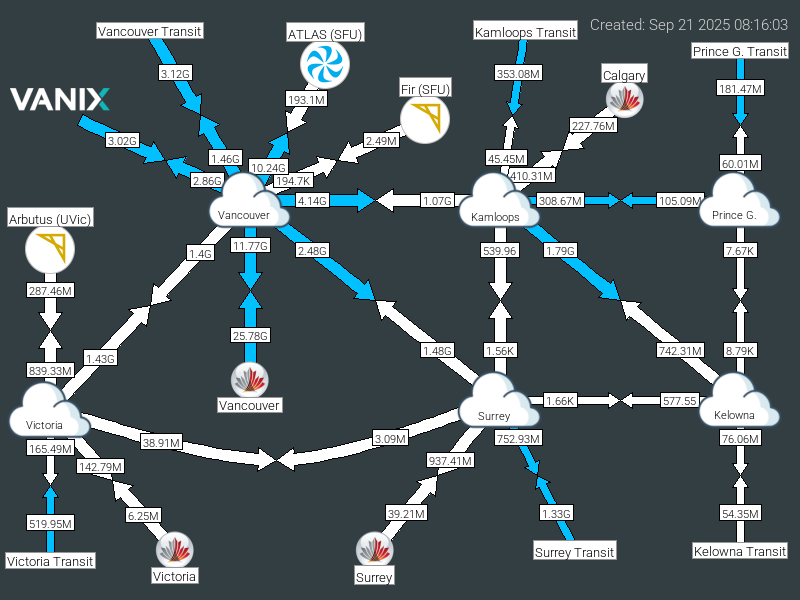 Created: Sep 21 2025 08:16:03
Vancouver Transit
ATLAS (SFU)
Kamloops Transit
Prince G. Transit
3.12G
353.08M
Calgary
181.47M
VANIX
193.1M
Fir (SFU)
227.76M
3.02G
2.49M
1.46G
45.45M
60.01M
10.24G
2.86G
194.7K
410.31M
4.14G
1.07G
308.67M
105.09M
Vancouver
Kamloops
Prince G.
Arbutus (UVic)
1.4G
11.77G
2.48G
539.96
1.79G
7.67K
287.46M
25.78G
1.43G
1.48G
1.56K
742.31M
8.79K
839.33M
Vancouver
1.66K
577.55
Victoria
Surrey
Kelowna
165.49M
38.91M
3.09M
752.93M
76.06M
142.79M
937.41M
519.95M
6.25M
39.21M
1.33G
54.35M
Victoria Transit
Victoria
Surrey
Surrey Transit
Kelowna Transit